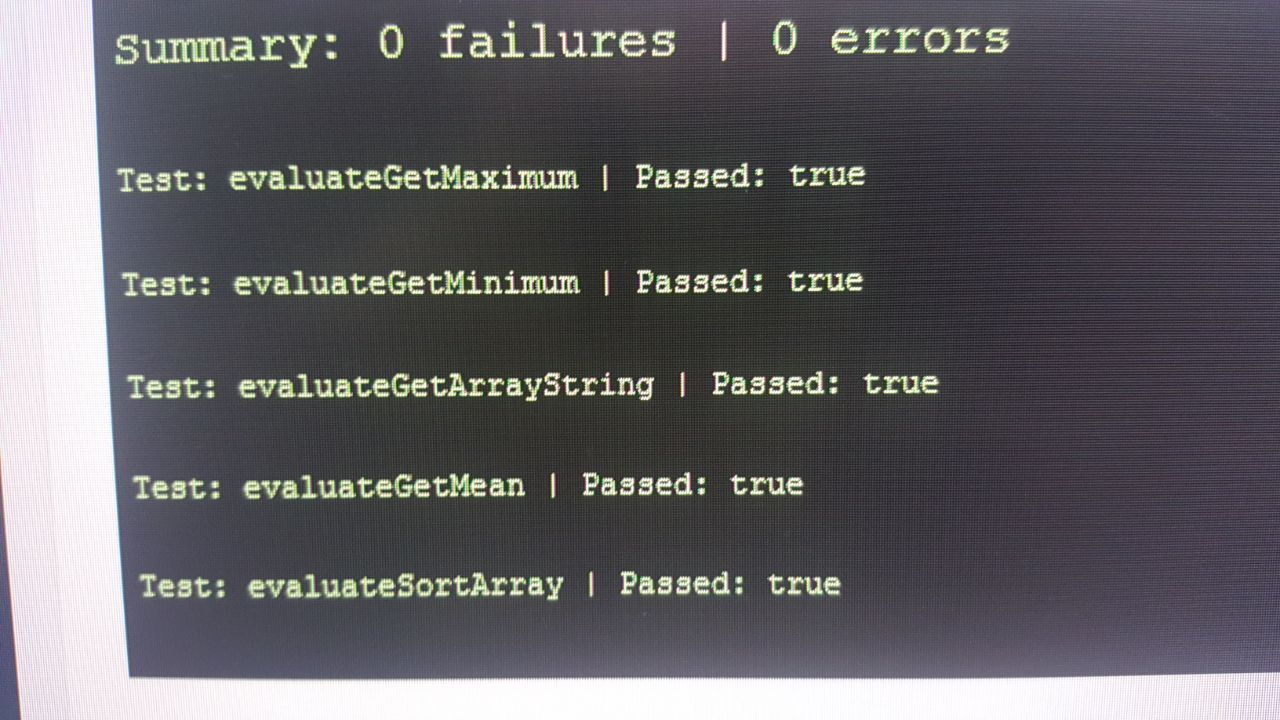 Summary: 0 failures | 0 errors
Test: evaluateGetMaximum | Passed: true
Test: evaluateGetMinimum | Passed: true
Test: evaluateGetArrayString | Passed: true
Test: evaluateGetMean | Passed: true
Test: evaluateSortArray | Passed: true